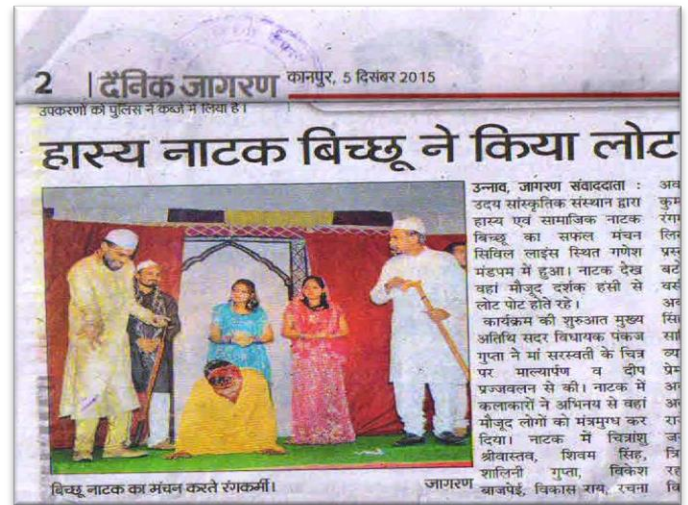 2 दैनिक जागरण कानपुर, 5 दिसंबर 2015
उपकरणों को पुलिस ने कब्जे में लिया है।
हास्य नाटक बिच्छू ने किया लोट
उन्नाव, जागरण संवाददाता :
उदय सांस्कृतिक संस्थान द्वारा
हास्य एवं सामाजिक नाटक
बिच्छू का सफल मंचन
सिविल लाइंस स्थित गणेश
मंडपम में हुआ। नाटक देख
वहां मौजूद दर्शक हंसी से
लोट पोट होते रहे।
कार्यक्रम की शुरुआत मुख्य
अतिथि सदर विधायक पंकज
गुप्ता ने मां सरस्वती के चित्र
पर माल्यार्पण व दीप
प्रज्जवलन से की। नाटक में
कलाकारों ने अभिनय से वहां
मौजूद लोगों को मंत्रमुग्ध कर
दिया। नाटक में चित्रांशु
श्रीवास्तव, शिवम सिंह,
शालिनी गुप्ता, विकेश
बाजपेई, विकास राय, रचना
बिच्छू नाटक का मंचन करते रंगकर्मी। जागरण